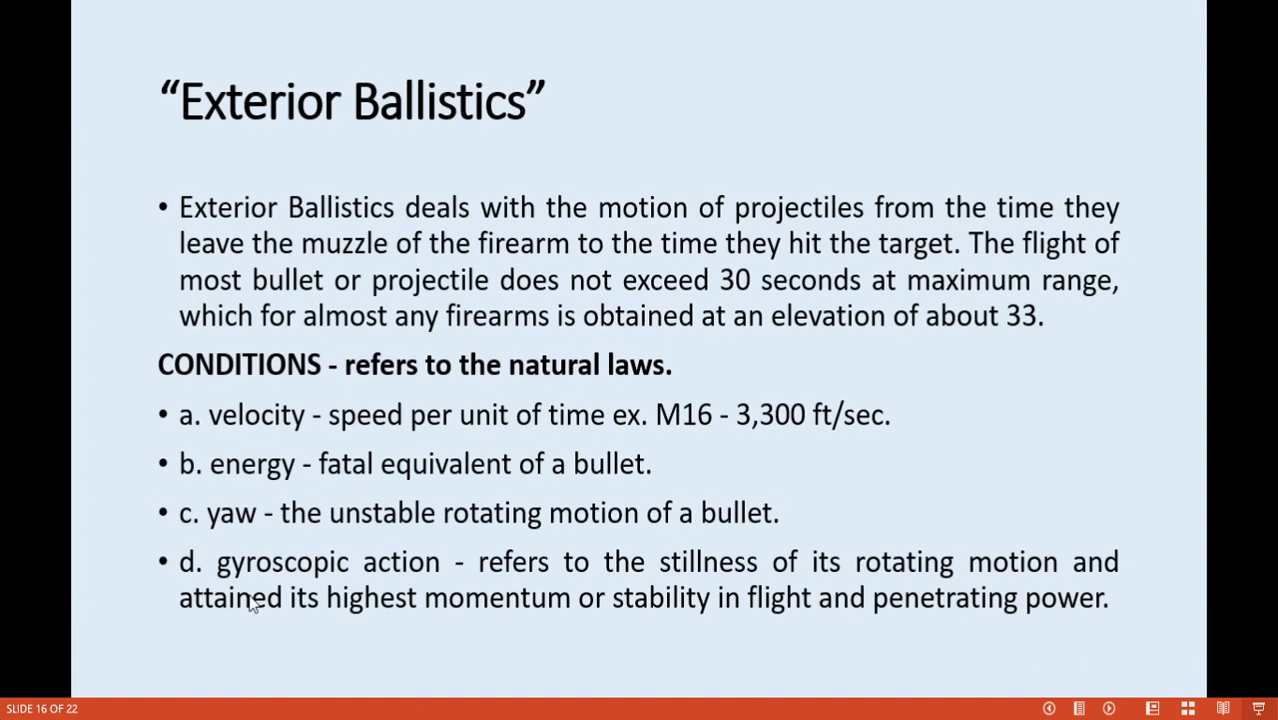 “Exterior Ballistics”
• Exterior Ballistics deals with the motion of projectiles from the time they
leave the muzzle of the firearm to the time they hit the target. The flight of
most bullet or projectile does not exceed 30 seconds at maximum range,
which for almost any firearms is obtained at an elevation of about 33.
CONDITIONS - refers to the natural laws.
• a. velocity - speed per unit of time ex. M16 - 3,300 ft/sec.
• b. energy - fatal equivalent of a bullet.
• c. yaw - the unstable rotating motion of a bullet.
• d. gyroscopic action - refers to the stillness of its rotating motion and
attained its highest momentum or stability in flight and penetrating power.
SLIDE 16 OF 22